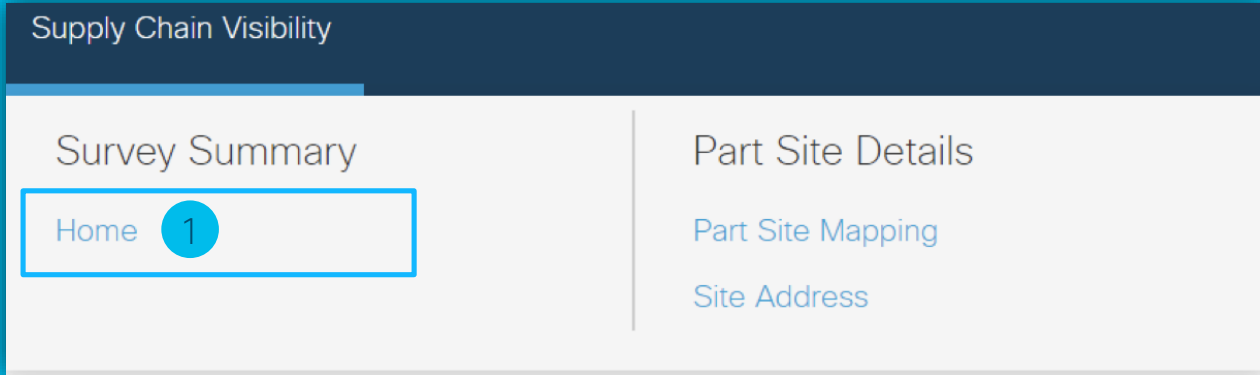 Supply Chain Visibility
Survey Summary
Home 1
Part Site Details
Part Site Mapping
Site Address